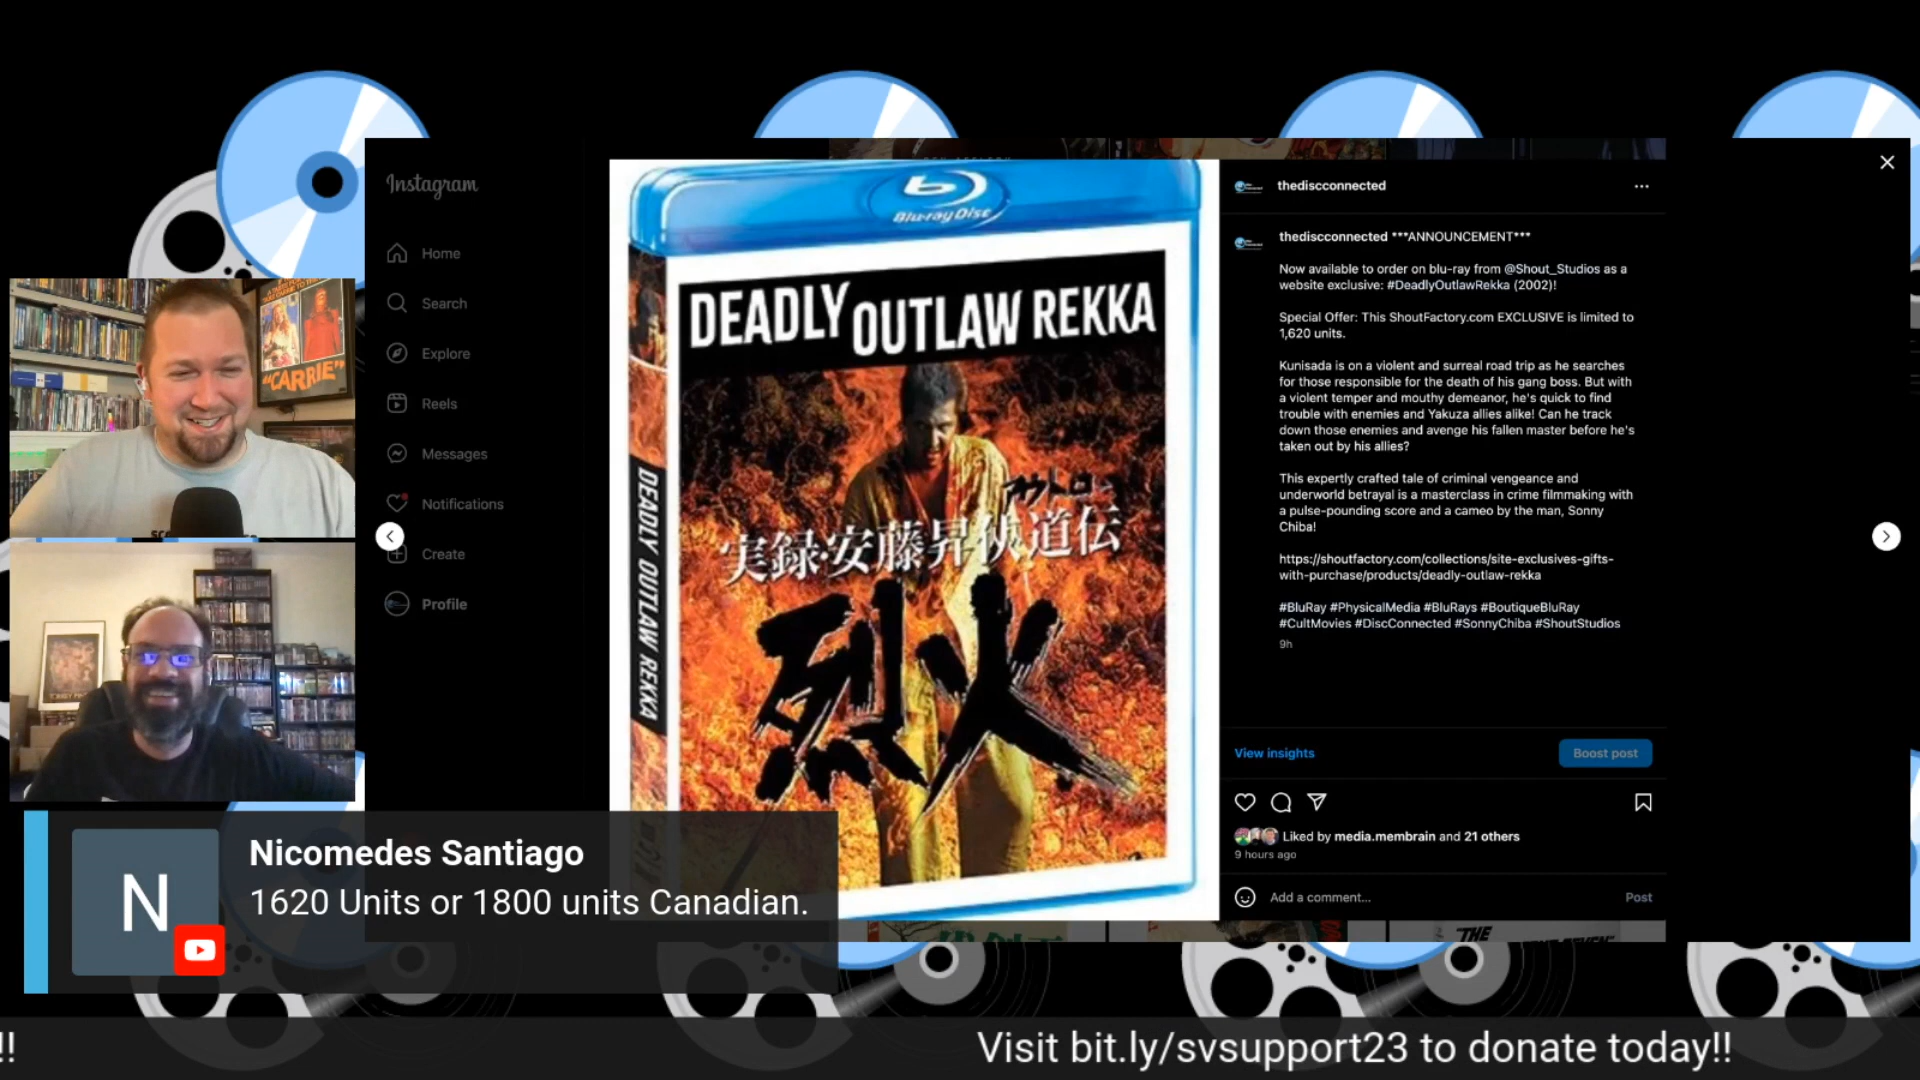 Instagram
Home
Search
Explore
Reels
Messages
Notifications
Create
Profile
"CARRIE"
Blu-ray Disc
DEADLY OUTLAW REKKA
DEADLY OUTLAW REKKA
アウトロー
実録・安藤昇侠道伝
烈火
thediscconnected
thediscconnected ***ANNOUNCEMENT***
Now available to order on blu-ray from @Shout_Studios as a
website exclusive: #DeadlyOutlawRekka (2002)!
Special Offer: This ShoutFactory.com EXCLUSIVE is limited to
1,620 units.
Kunisada is on a violent and surreal road trip as he searches
for those responsible for the death of his gang boss. But with
a violent temper and mouthy demeanor, he's quick to find
trouble with enemies and Yakuza allies alike! Can he track
down those enemies and avenge his fallen master before he's
taken out by his allies?
This expertly crafted tale of criminal vengeance and
underworld betrayal is a masterclass in crime filmmaking with
a pulse-pounding score and a cameo by the man, Sonny
Chiba!
https://shoutfactory.com/collections/site-exclusives-gifts-
with-purchase/products/deadly-outlaw-rekka
#BluRay #PhysicalMedia #BluRays #BoutiqueBluRay
#CultMovies #DiscConnected #SonnyChiba #ShoutStudios
9h
View insights
Boost post
Liked by media.membrain and 21 others
9 hours ago
Add a comment...
Post
THE
N
Nicomedes Santiago
1620 Units or 1800 units Canadian.
!!
Visit bit.ly/svsupport23 to donate today!!